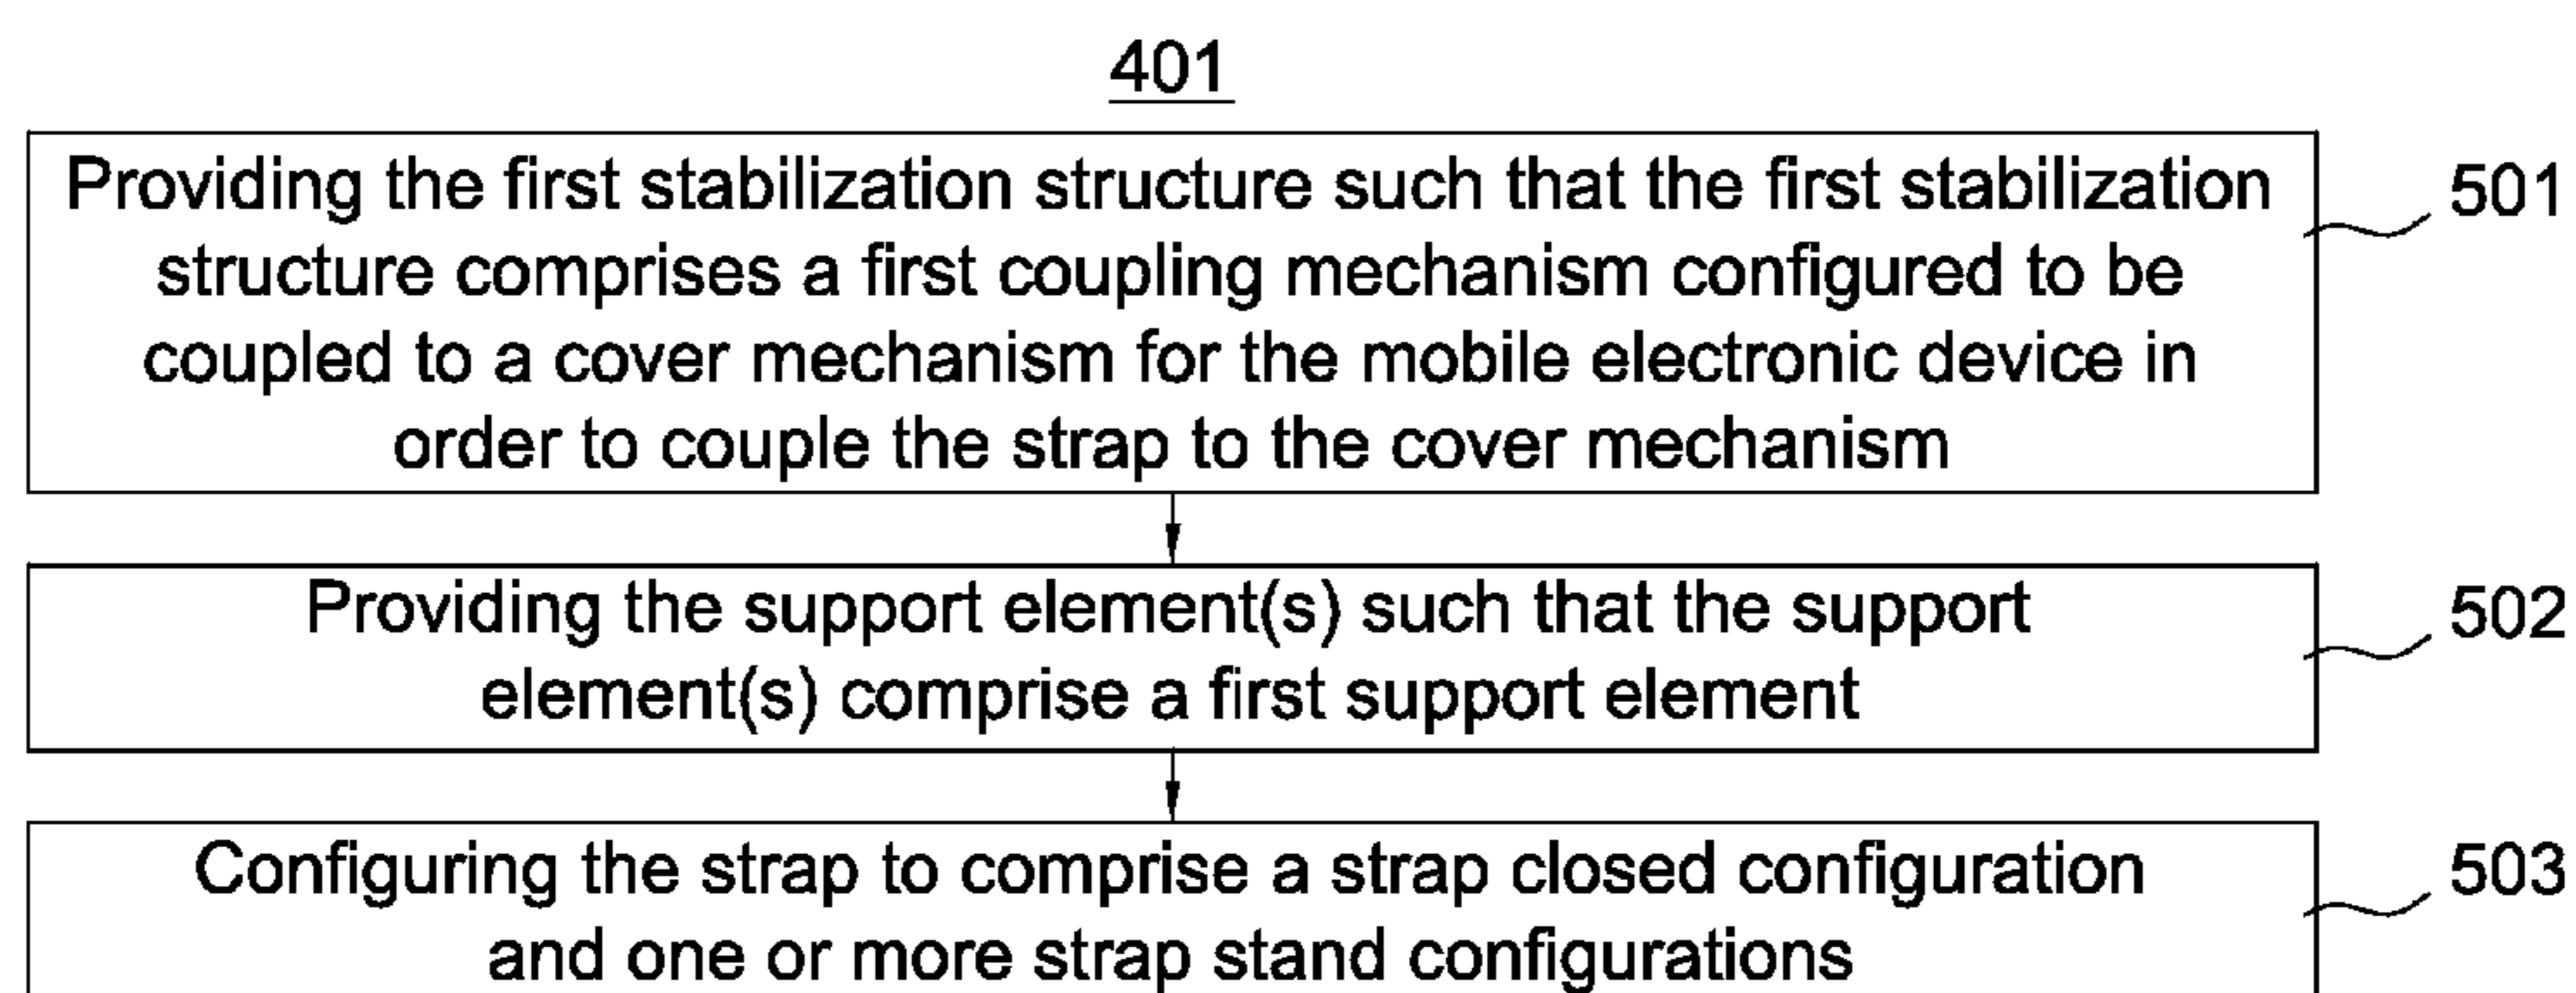 401
Providing the first stabilization structure such that the first stabilization
structure comprises a first coupling mechanism configured to be
coupled to a cover mechanism for the mobile electronic device in
order to couple the strap to the cover mechanism
501
Providing the support element(s) such that the support
element(s) comprise a first support element
502
Configuring the strap to comprise a strap closed configuration
and one or more strap stand configurations
503